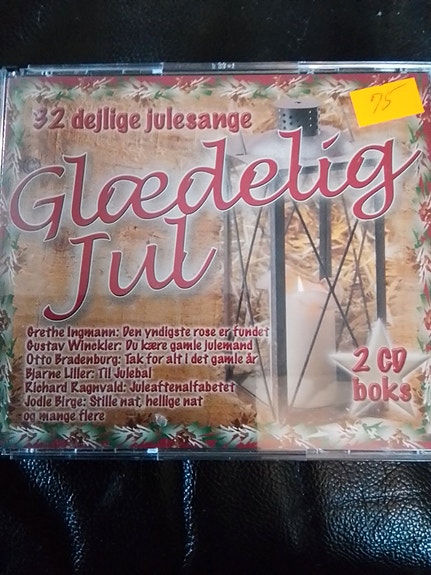 75
32 dejlige julesange
Glædelig
Jul
Grethe Ingmann: Den yndigste rose er fundet
Gustav Winckler: Du kære gamle julemand
Otto Bradenburg: Tak for alt i det gamle år
Bjarne Liller: Til Julebal
Richard Ragnvald: Juleaftenalfabetet
Jodle Birge: Stille nat, hellige nat
og mange flere
2 CD
boks